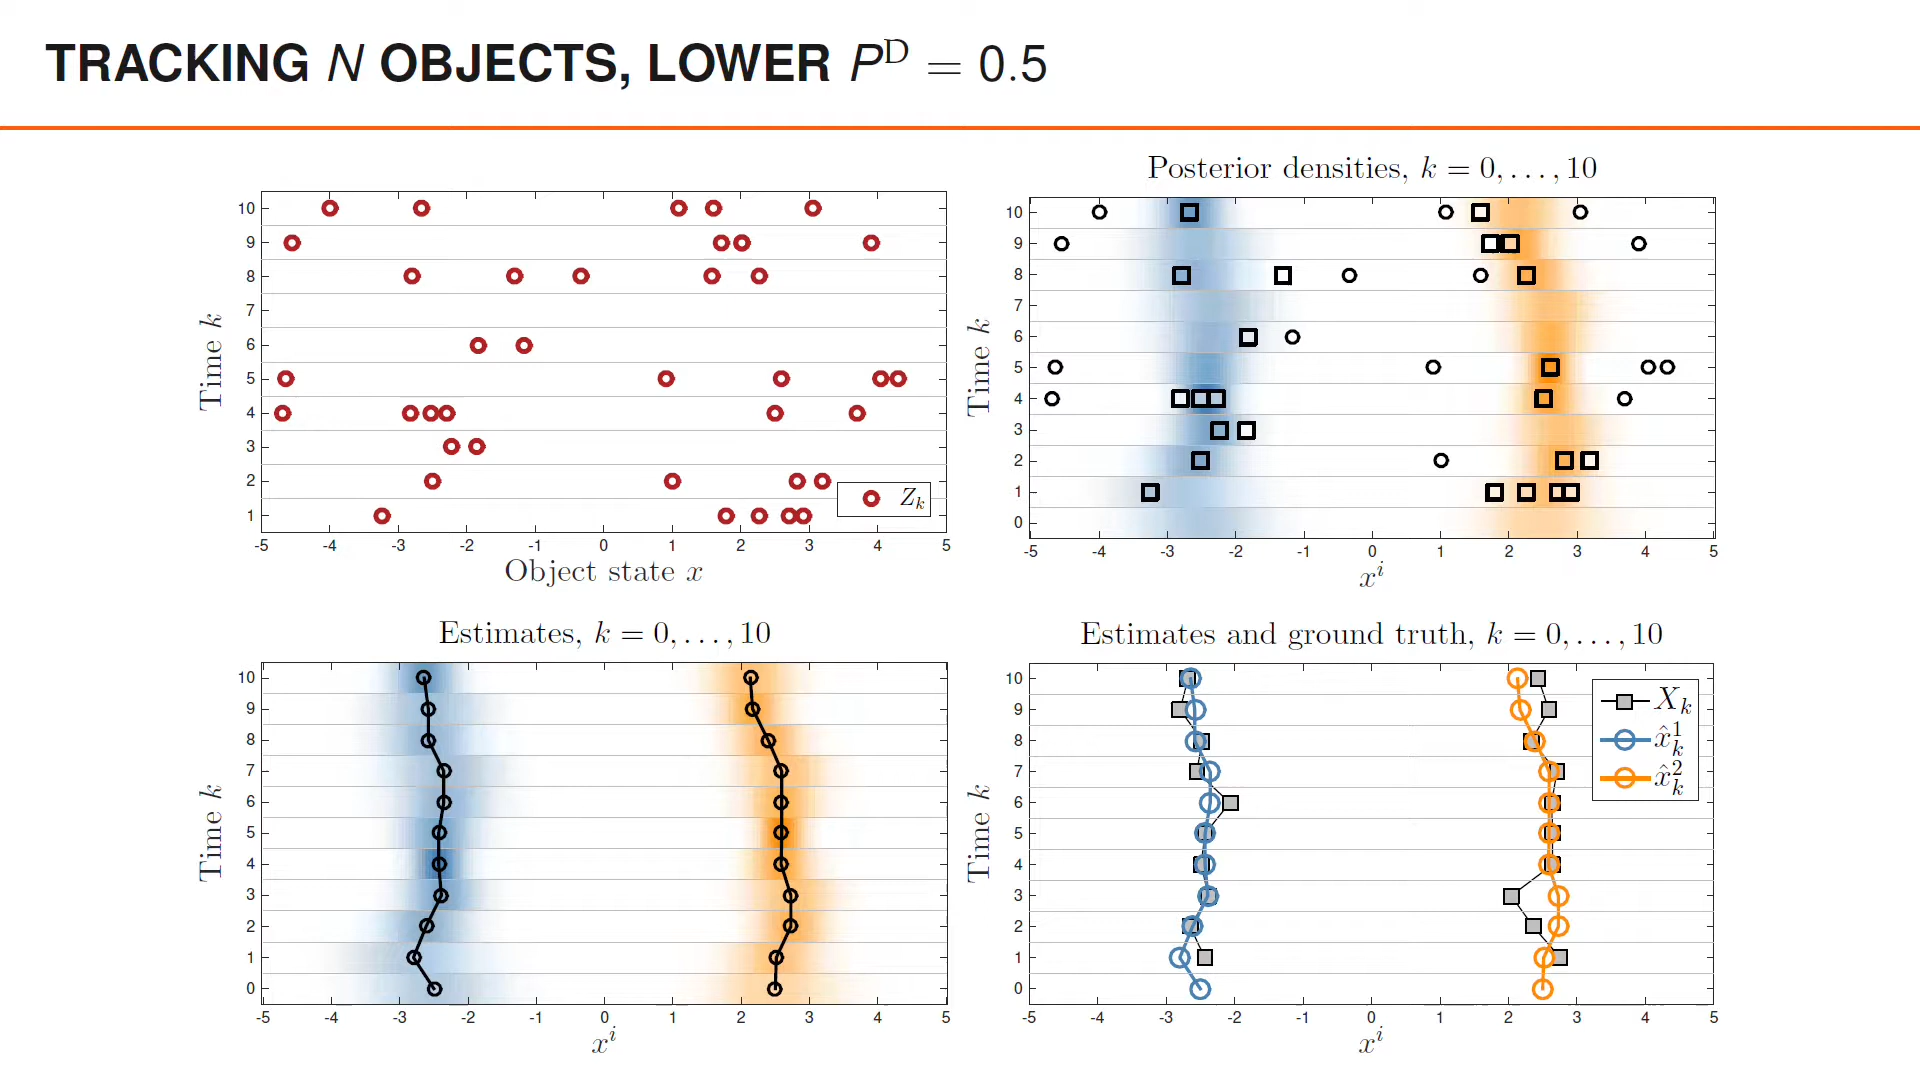 TRACKING N OBJECTS, LOWER P^D = 0.5
10
9
8
7
6
5
4
3
2
1
Time k
Z_k
-5 -4 -3 -2 -1 0 1 2 3 4 5
Object state x
Posterior densities, k = 0, . . . , 10
10
9
8
7
6
5
4
3
2
1
0
Time k
-5 -4 -3 -2 -1 0 1 2 3 4 5
x^i
Estimates, k = 0, . . . , 10
10
9
8
7
6
5
4
3
2
1
0
Time k
-5 -4 -3 -2 -1 0 1 2 3 4 5
x^i
Estimates and ground truth, k = 0, . . . , 10
10
9
8
7
6
5
4
3
2
1
0
Time k
X_k
x̂_k^1
x̂_k^2
-5 -4 -3 -2 -1 0 1 2 3 4 5
x^i